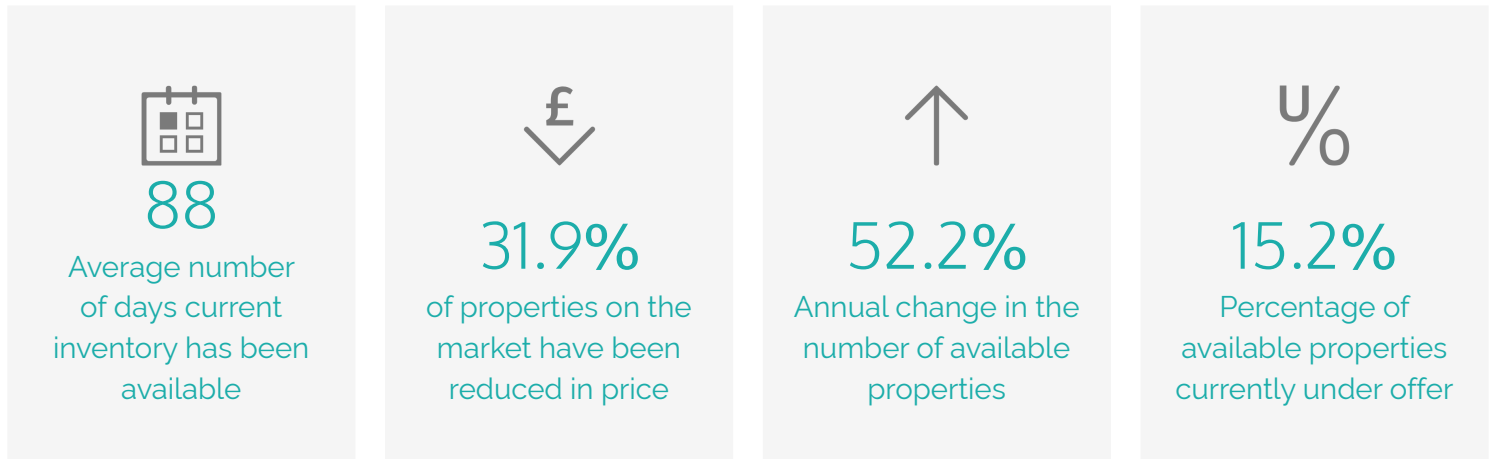 88
Average number
of days current
inventory has been
available
£
31.9%
of properties on the
market have been
reduced in price
52.2%
Annual change in the
number of available
properties
U/O
15.2%
Percentage of
available properties
currently under offer